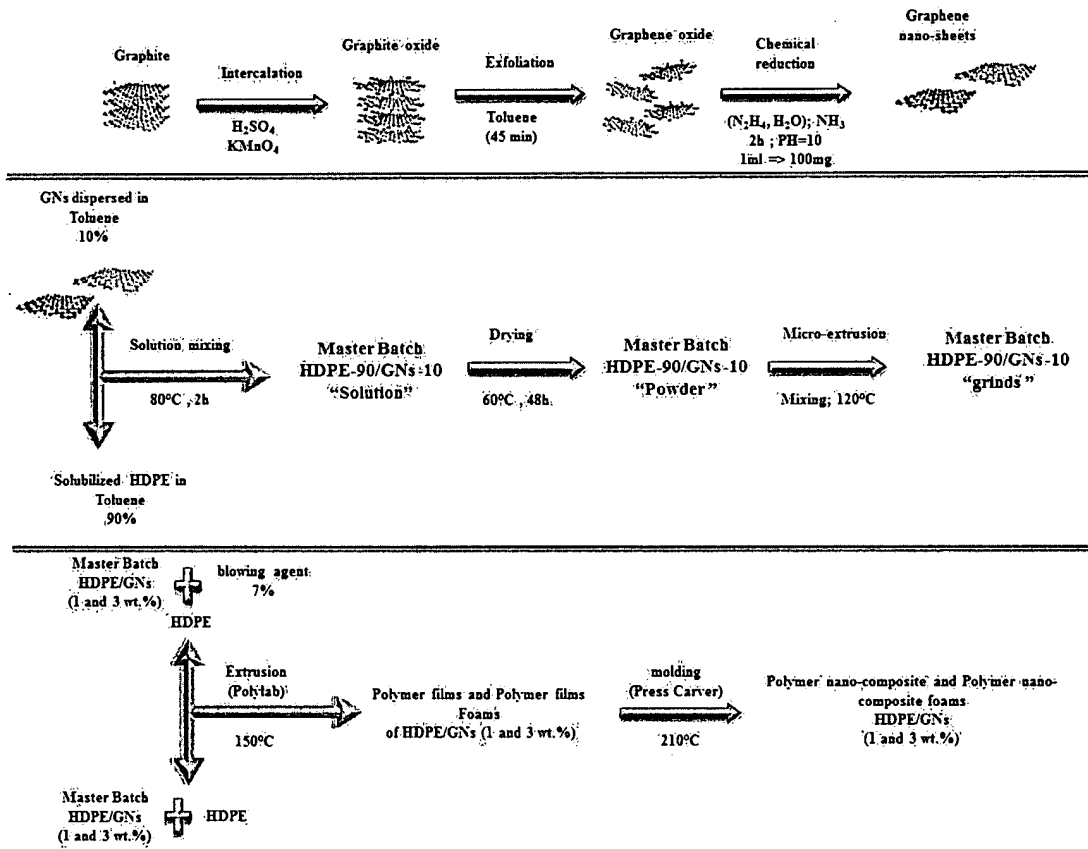 Graphite
Intercalation
H2SO4
KMnO4
Graphite oxide
Exfoliation
Toluene
(45 min)
Graphene oxide
Chemical
reduction
(N2H4, H2O); NH3
2h ; PH=10
1ml => 100mg
Graphene
nano-sheets
GNs dispersed in
Toluene
10%
Solution mixing
80°C , 2h
Solubilized HDPE in
Toluene
90%
Master Batch
HDPE-90/GNs-10
“Solution”
Drying
60°C , 48h
Master Batch
HDPE-90/GNs-10
“Powder”
Micro-extrusion
Mixing; 120°C
Master Batch
HDPE-90/GNs-10
“grinds”
Master Batch
HDPE/GNs
(1 and 3 wt.%)
blowing agent
7%
HDPE
Extrusion
(Polylab)
150°C
Master Batch
HDPE/GNs
(1 and 3 wt.%)
HDPE
Polymer films and Polymer films
Foams
of HDPE/GNs (1 and 3 wt.%)
molding
(Press Carver)
210°C
Polymer nano-composite and Polymer nano-
composite foams
HDPE/GNs
(1 and 3 wt.%)